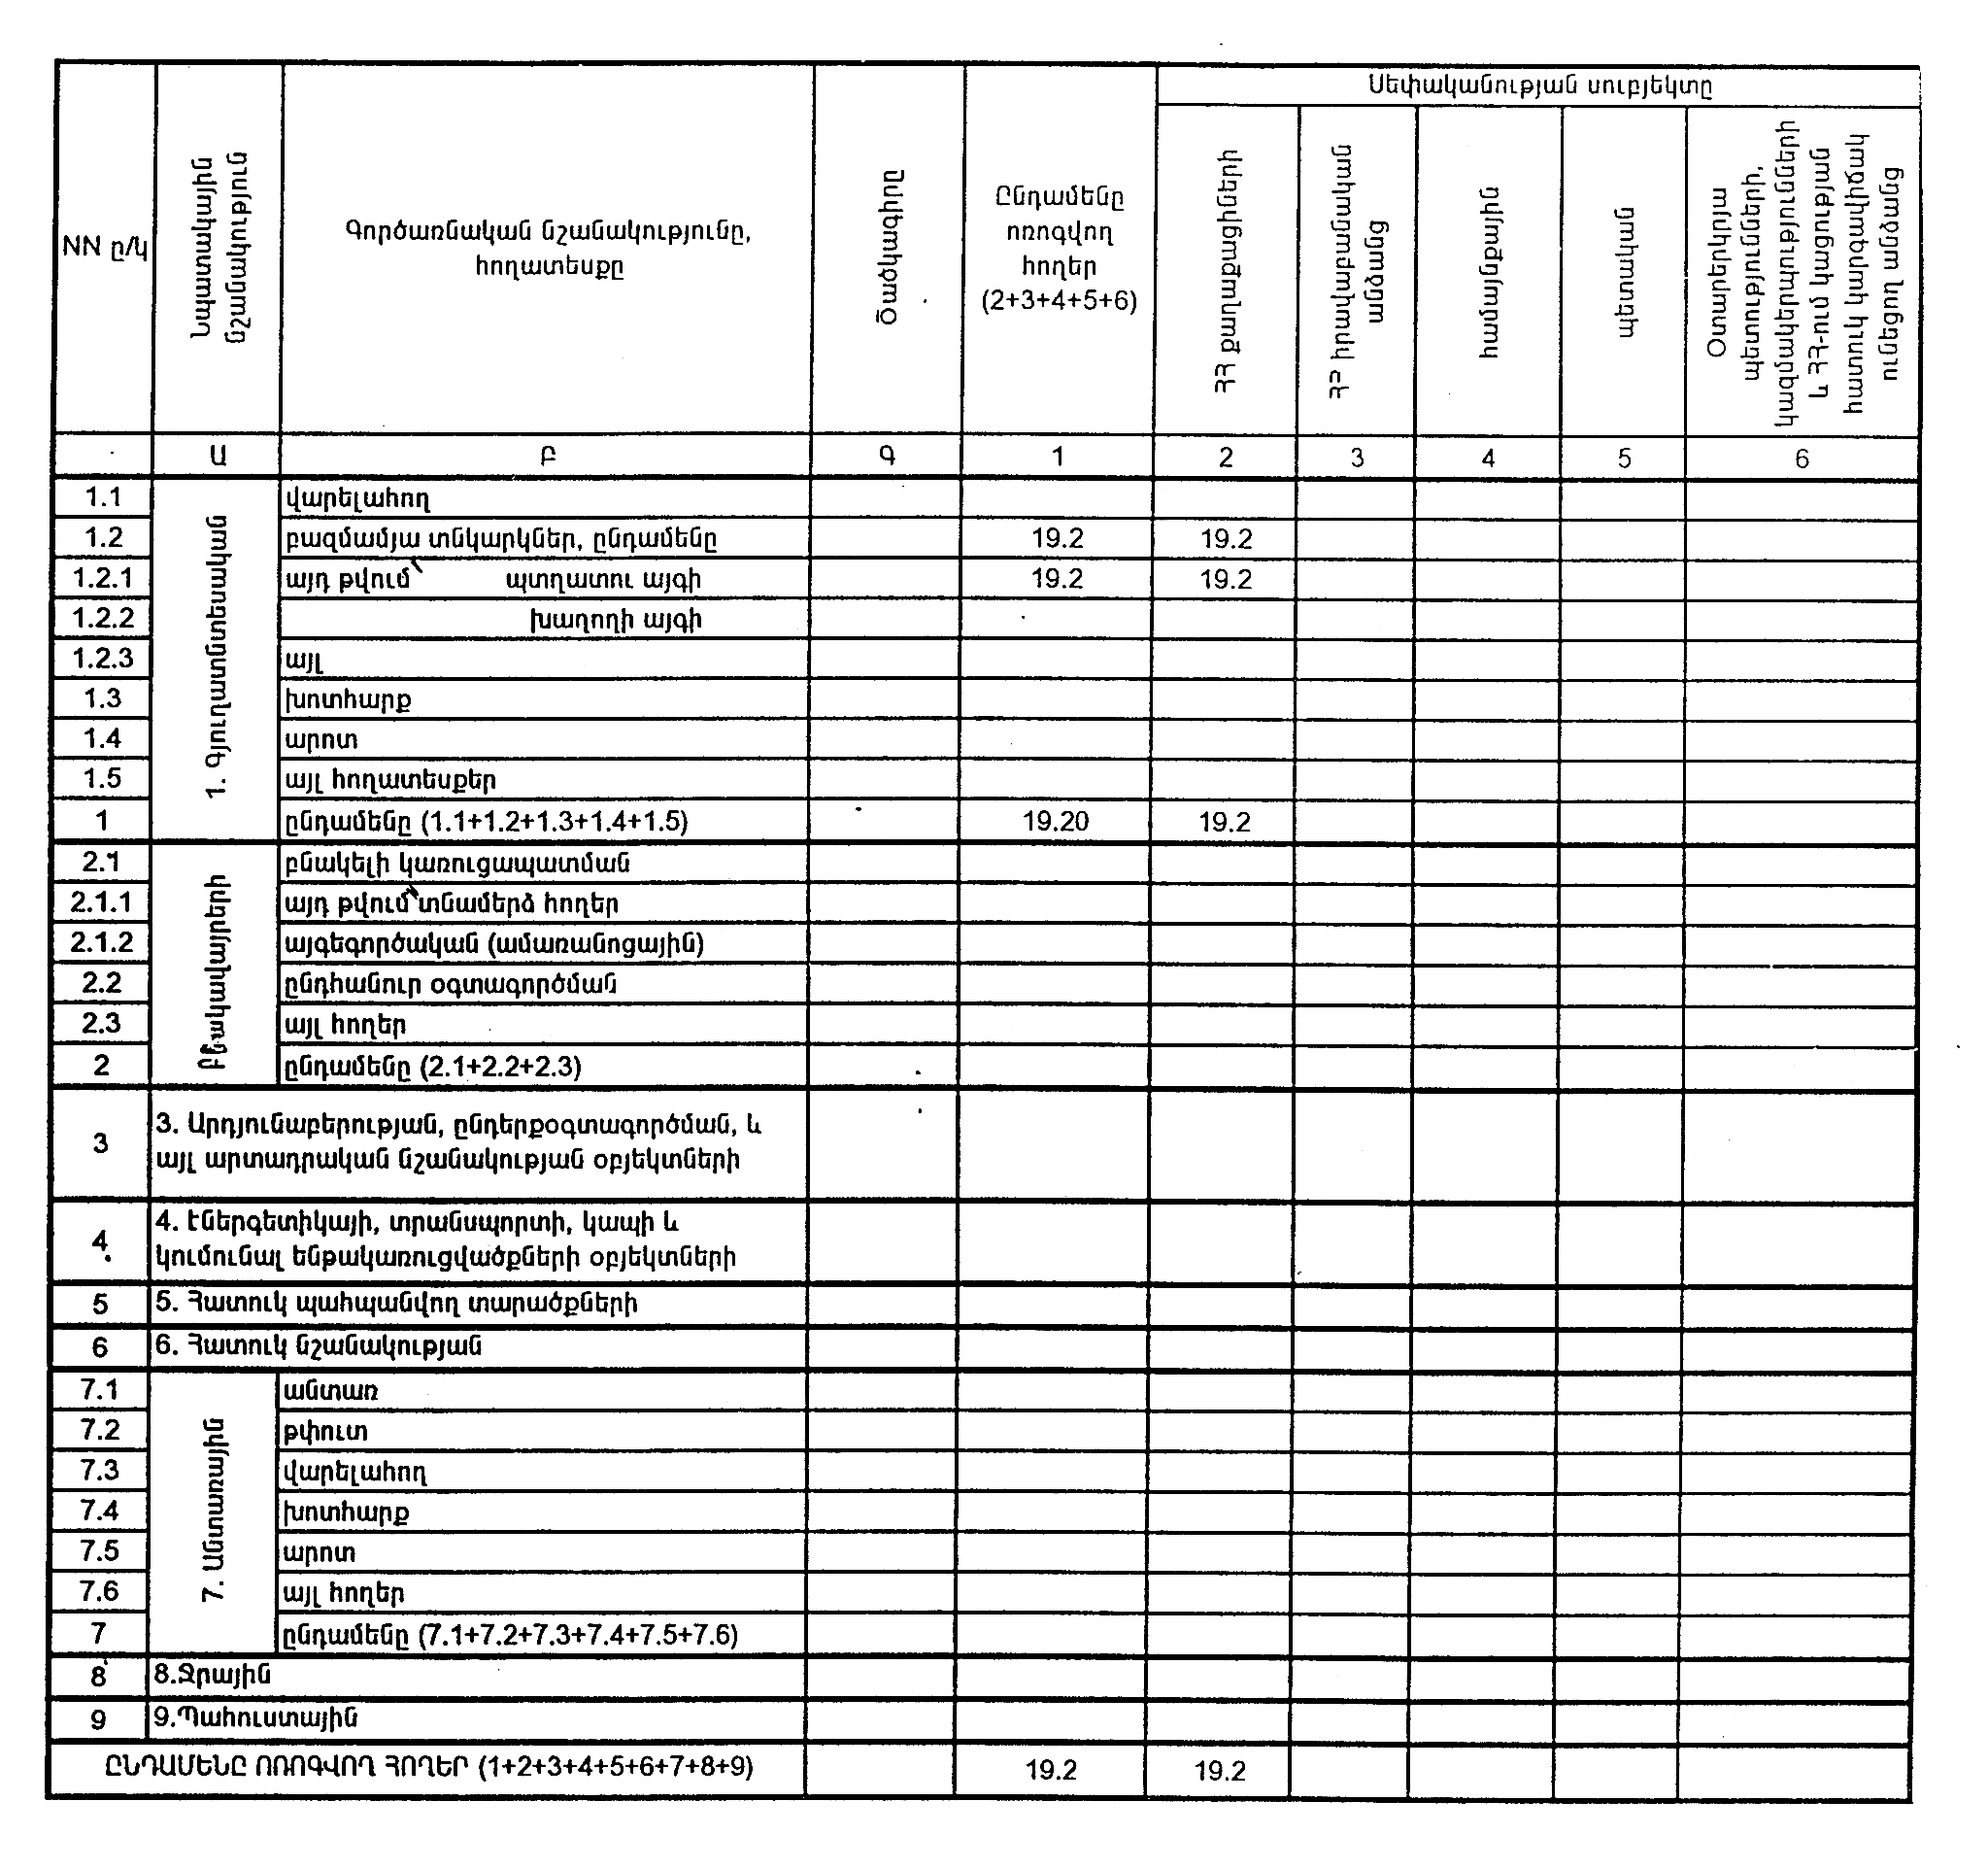 Սեփականության սուբյեկտը
NN ը/կ
Նպատակային
նշանակություն
Գործառնական նշանակությունը,
հողատեսքը
Ծածկագիրը
Ընդամենը
ոռոգվող
հողեր
(2+3+4+5+6)
ՀՀ քաղաքացիների
ՀՀ իրավաբանական
անձանց
համայնքային
պետական
Օտարերկրյա
պետությունների,
կազմակերպությունների
և ՀՀ-ում կացության
հատուկ կարգավիճակ
ունեցող անձանց
Ա Բ Գ 1 2 3 4 5 6
1. Գյուղատնտեսական
1.1 վարելահող
1.2 բազմամյա տնկարկներ, ընդամենը 19.2 19.2
1.2.1 այդ թվում՝ պտղատու այգի 19.2 19.2
1.2.2 խաղողի այգի
1.2.3 այլ
1.3 խոտհարք
1.4 արոտ
1.5 այլ հողատեսքեր
1 ընդամենը (1.1+1.2+1.3+1.4+1.5) 19.20 19.2
Բնակավայրերի
2.1 բնակելի կառուցապատման
2.1.1 այդ թվում՝ տնամերձ հողեր
2.1.2 այգեգործական (ամառանոցային)
2.2 ընդհանուր օգտագործման
2.3 այլ հողեր
2 ընդամենը (2.1+2.2+2.3)
3 3. Արդյունաբերության, ընդերքօգտագործման, և
այլ արտադրական նշանակության օբյեկտների
4 4. Էներգետիկայի, տրանսպորտի, կապի և
կոմունալ ենթակառուցվածքների օբյեկտների
5 5. Հատուկ պահպանվող տարածքների
6 6. Հատուկ նշանակության
7. Անտառային
7.1 անտառ
7.2 թփուտ
7.3 վարելահող
7.4 խոտհարք
7.5 արոտ
7.6 այլ հողեր
7 ընդամենը (7.1+7.2+7.3+7.4+7.5+7.6)
8 8.Ջրային
9 9.Պահուստային
ԸՆԴԱՄԵՆԸ ՈՌՈԳՎՈՂ ՀՈՂԵՐ (1+2+3+4+5+6+7+8+9) 19.2 19.2